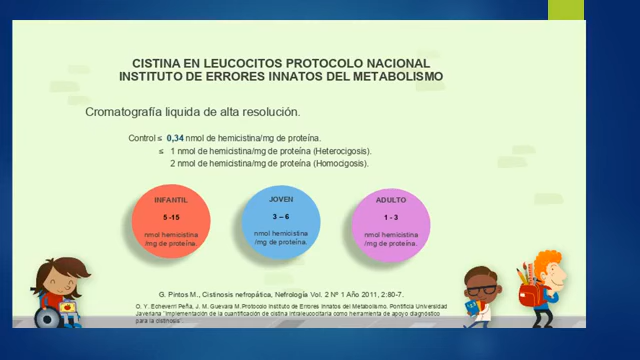 CISTINA EN LEUCOCITOS PROTOCOLO NACIONAL
INSTITUTO DE ERRORES INNATOS DEL METABOLISMO
Cromatografía liquida de alta resolución.
Control ≤ 0,34 nmol de hemicistina/mg de proteína.
≤ 1 nmol de hemicistina/mg de proteína (Heterocigosis).
2 nmol de hemicistina/mg de proteína (Homocigosis).
INFANTIL
5 -15
nmol hemicistina
/mg de proteína.
JOVEN
3 – 6
nmol hemicistina
/mg de proteína.
ADULTO
1 - 3
nmol hemicistina
/mg de proteína.
G. Pintos M., Cistinosis nefropática, Nefrología Vol. 2 Nº 1 Año 2011, 2:80-7.
O. Y. Echeverri Peña, J. M. Guevara M. Protocolo Instituto de Errores Innatos del Metabolismo. Pontificia Universidad
Javeriana "Implementación de la cuantificación de cistina intraleucocitaria como herramienta de apoyo diagnóstico
para la cistinosis".